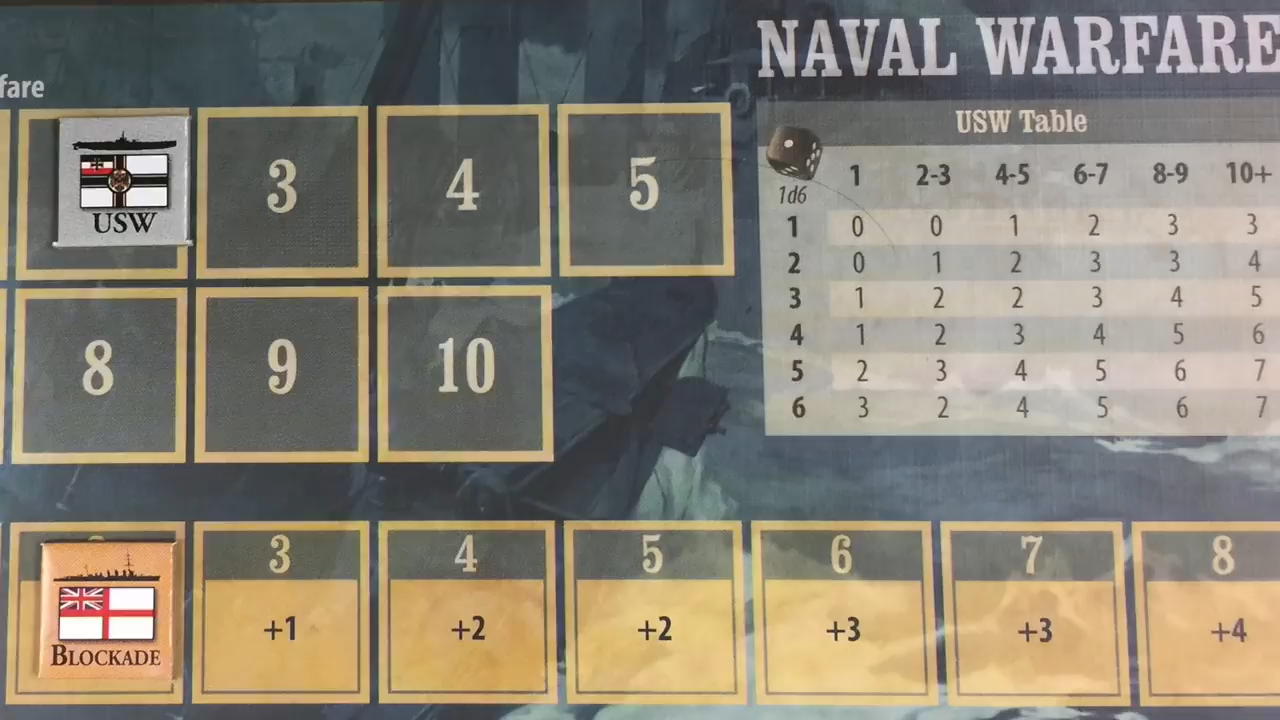 NAVAL WARFARE
fare
USW Table
USW
3 4 5
1d6
1 2-3 4-5 6-7 8-9 10+
1 0 0 1 2 3 3
2 0 1 2 3 3 4
3 1 2 2 3 4 5
4 1 2 3 4 5 6
5 2 3 4 5 6 7
6 3 2 4 5 6 7
8 9 10
BLOCKADE
3 4 5 6 7 8
+1 +2 +2 +3 +3 +4